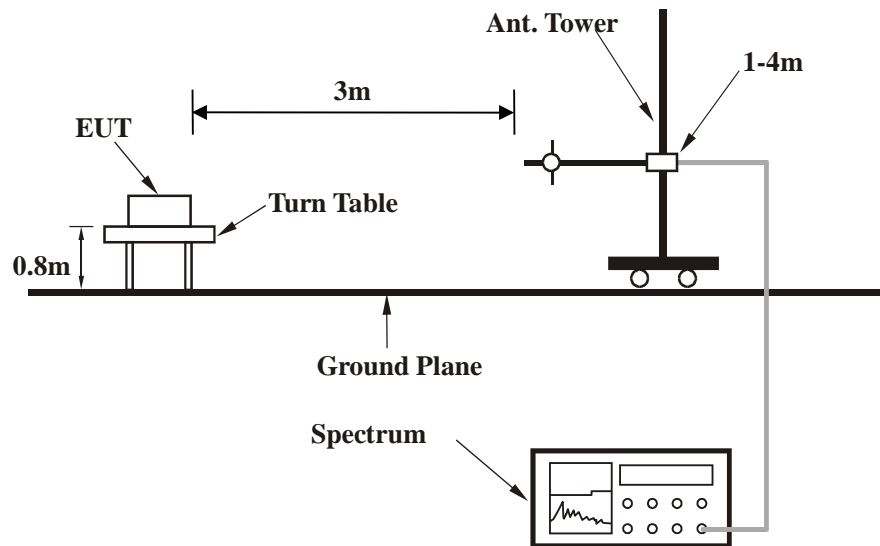 Ant. Tower
1-4m
3m
EUT
Turn Table
0.8m
Ground Plane
Spectrum